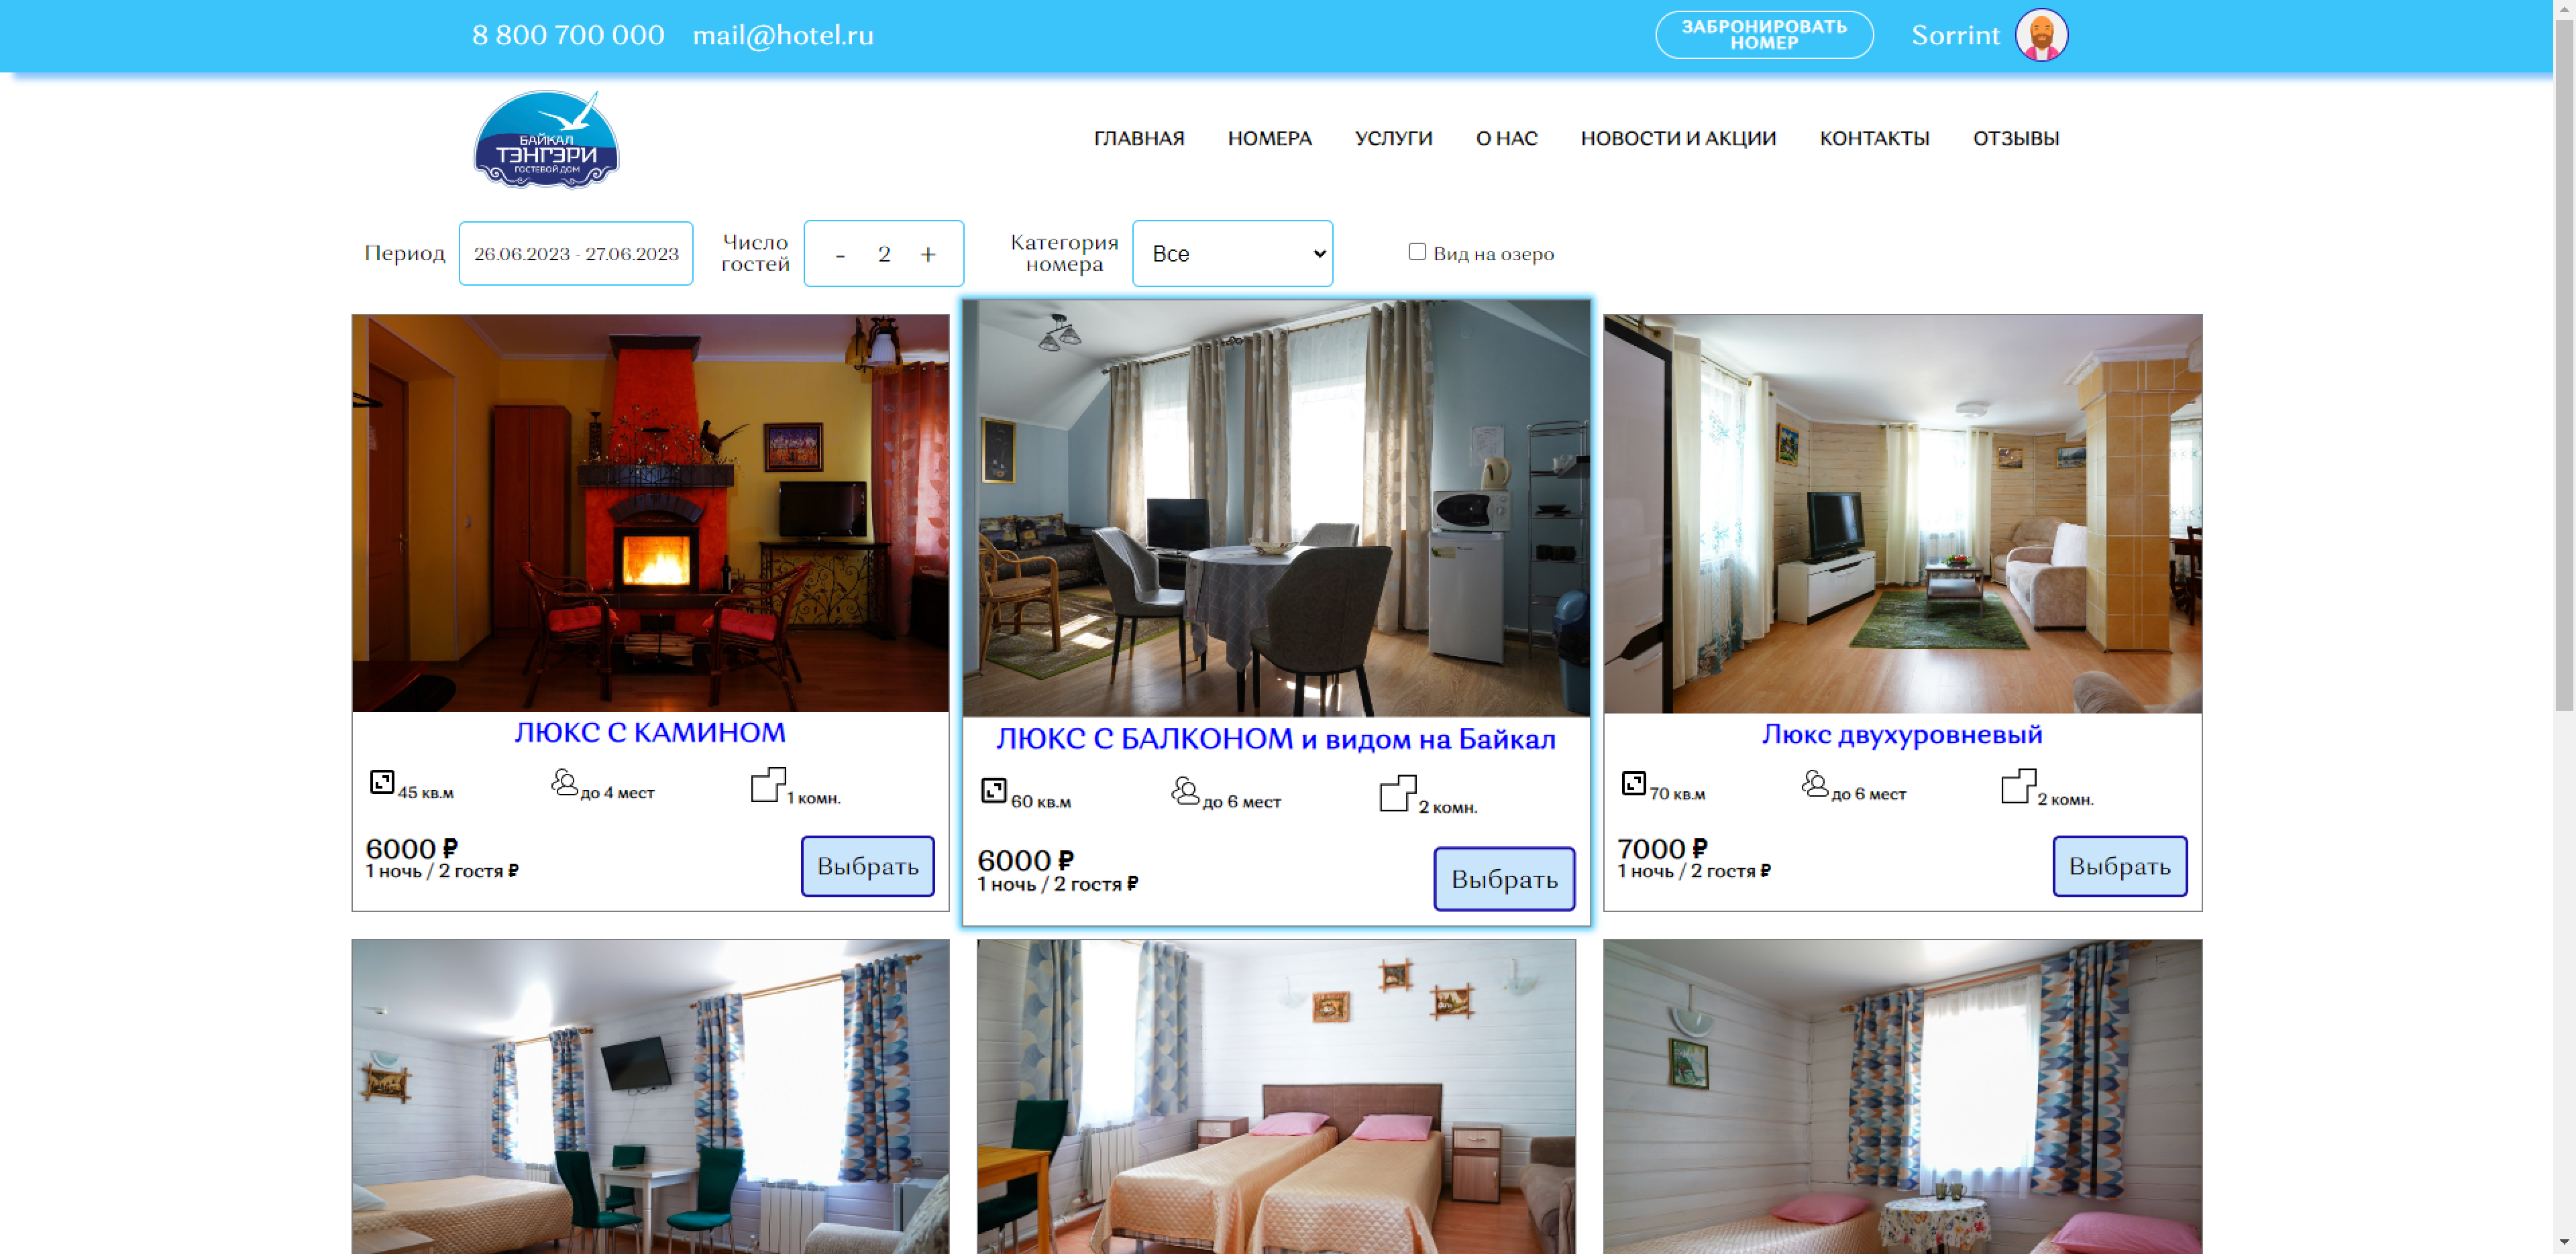 8 800 700 000 mail@hotel.ru
ЗАБРОНИРОВАТЬ
НОМЕР
Sorrint
БАЙКАЛ
ТЭНГЭРИ
ГОСТЕВОЙ ДОМ
ГЛАВНАЯ НОМЕРА УСЛУГИ О НАС НОВОСТИ И АКЦИИ КОНТАКТЫ ОТЗЫВЫ
Период 26.06.2023 - 27.06.2023
Число
гостей
- 2 +
Категория
номера
Все
Вид на озеро
ЛЮКС С КАМИНОМ
45 кв.м до 4 мест 1 комн.
6000 ₽
1 ночь / 2 гостя ₽
Выбрать
ЛЮКС С БАЛКОНОМ и видом на Байкал
60 кв.м до 6 мест 2 комн.
6000 ₽
1 ночь / 2 гостя ₽
Выбрать
Люкс двухуровневый
70 кв.м до 6 мест 2 комн.
7000 ₽
1 ночь / 2 гостя ₽
Выбрать